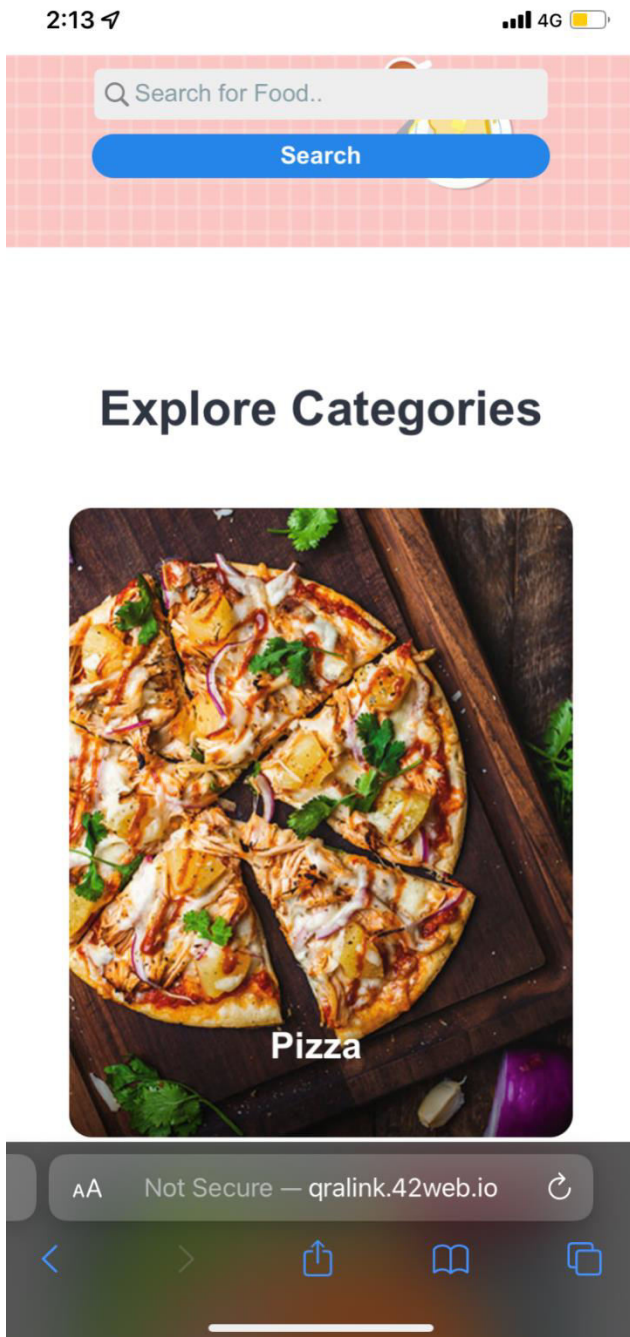 2:13 4G
Search for Food..
Search
Explore Categories
Pizza
AA Not Secure — qralink.42web.io